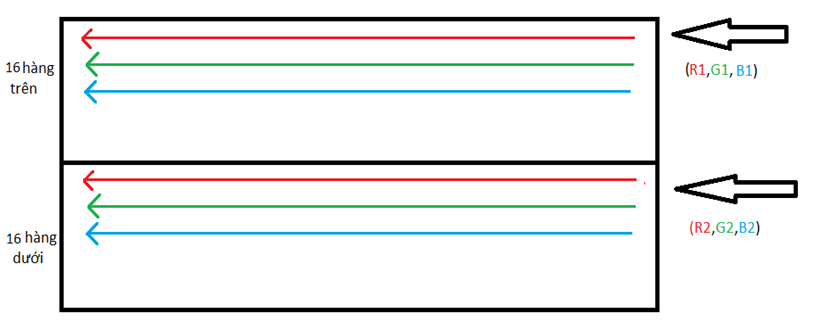 16 hàng
trên
(R1,G1, B1)
16 hàng
dưới
(R2,G2,B2)